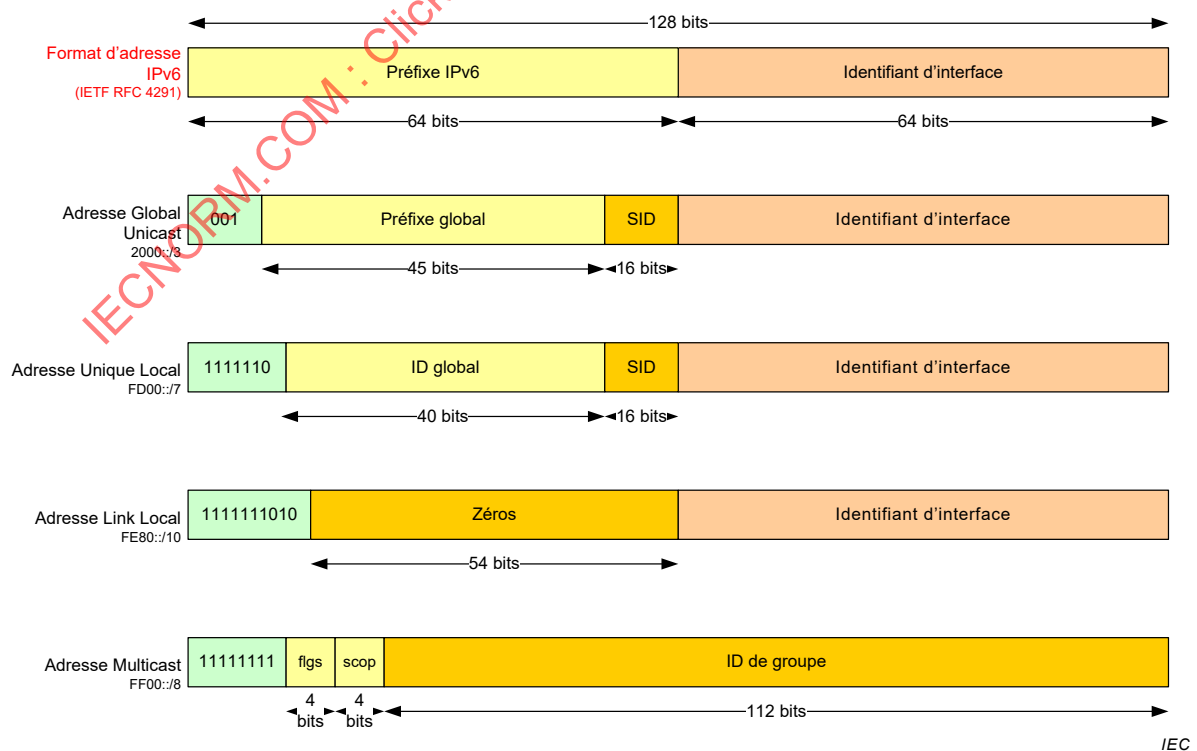 128 bits
Format d'adresse
IPv6
(IETF RFC 4291)
Préfixe IPv6
Identifiant d'interface
64 bits
64 bits
Adresse Global
Unicast
2000::/3
001
Préfixe global
SID
Identifiant d'interface
45 bits
16 bits
Adresse Unique Local
FD00::/7
1111110
ID global
SID
Identifiant d'interface
40 bits
16 bits
Adresse Link Local
FE80::/10
1111111010
Zéros
Identifiant d'interface
54 bits
Adresse Multicast
FF00::/8
11111111
flgs
scop
ID de groupe
4
bits
4
bits
112 bits
IEC
IECNORM.COM : Click